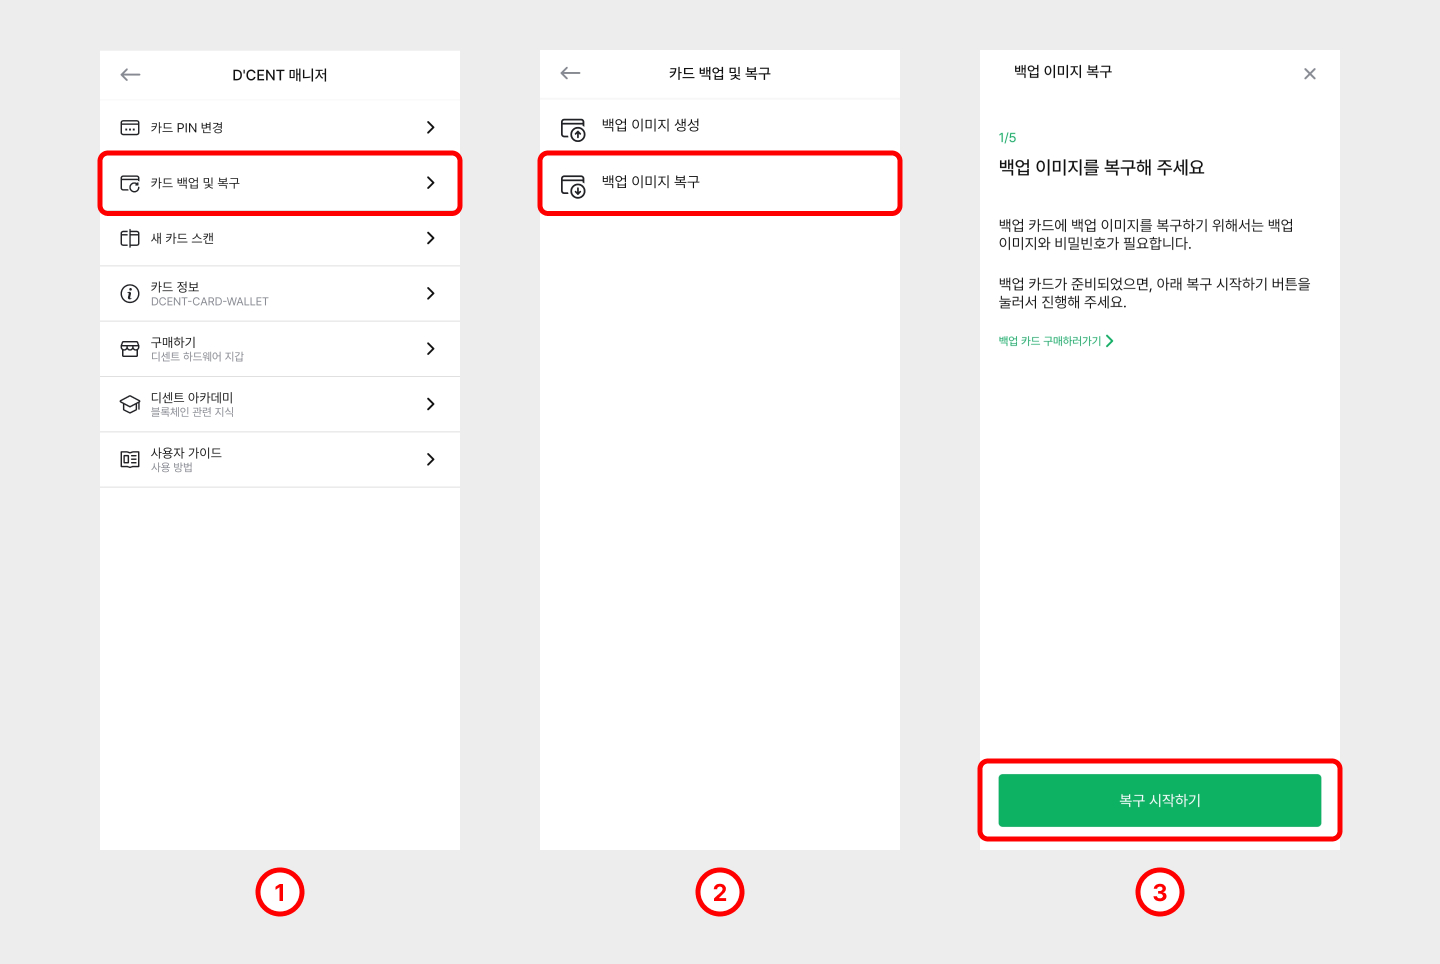 D'CENT 매니저
카드 PIN 변경
카드 백업 및 복구
새 카드 스캔
카드 정보
DCENT-CARD-WALLET
구매하기
디센트 하드웨어 지갑
디센트 아카데미
블록체인 관련 지식
사용자 가이드
사용 방법
1
카드 백업 및 복구
백업 이미지 생성
백업 이미지 복구
2
백업 이미지 복구
1/5
백업 이미지를 복구해 주세요
백업 카드에 백업 이미지를 복구하기 위해서는 백업
이미지와 비밀번호가 필요합니다.
백업 카드가 준비되었으면, 아래 복구 시작하기 버튼을
눌러서 진행해 주세요.
백업 카드 구매하러가기
복구 시작하기
3